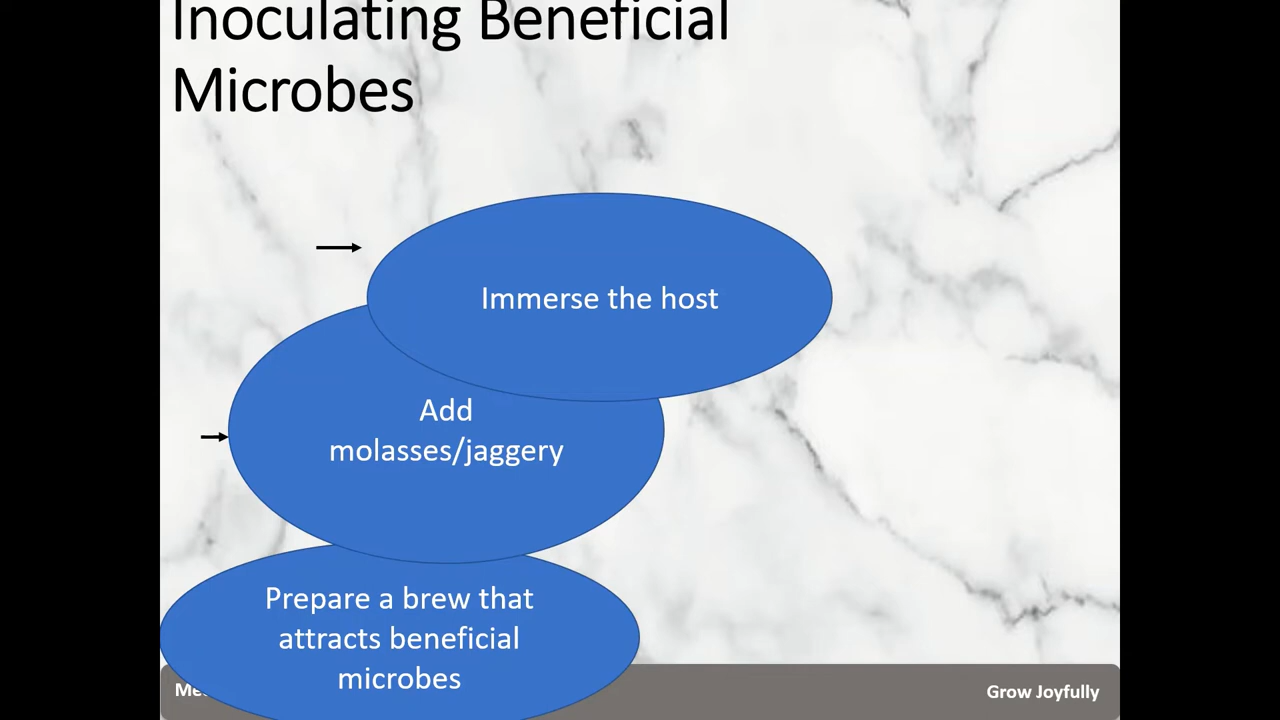 Inoculating Beneficial
Microbes
Immerse the host
Add
molasses/jaggery
Prepare a brew that
attracts beneficial
microbes
Grow Joyfully